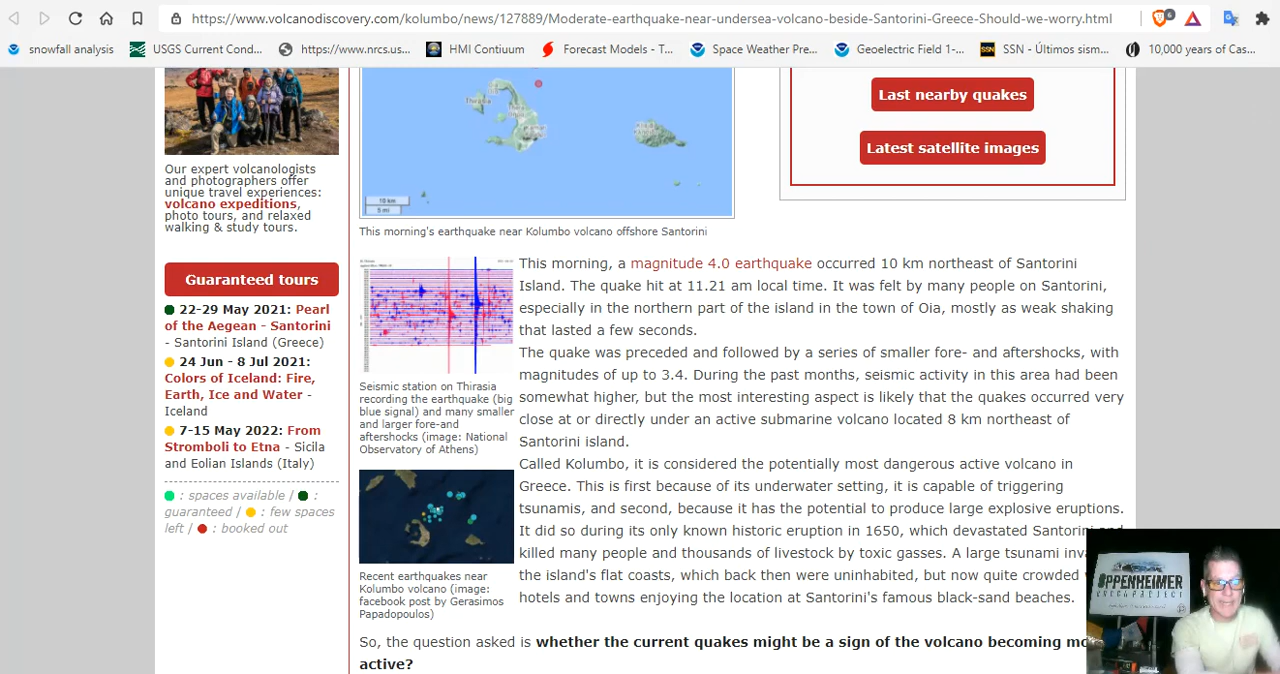 https://www.volcanodiscovery.com/kolumbo/news/127889/Moderate-earthquake-near-undersea-volcano-beside-Santorini-Greece-Should-we-worry.html
6
snowfall analysis
USGS Current Cond...
https://www.nrcs.us...
HMI Contiuum
Forecast Models - T...
Space Weather Pre...
Geoelectric Field 1-...
SSN - Últimos sism...
10,000 years of Cas...
Our expert volcanologists
and photographers offer
unique travel experiences:
volcano expeditions,
photo tours, and relaxed
walking & study tours.
Guaranteed tours
22-29 May 2021: Pearl
of the Aegean - Santorini
- Santorini Island (Greece)
24 Jun - 8 Jul 2021:
Colors of Iceland: Fire,
Earth, Ice and Water -
Iceland
7-15 May 2022: From
Stromboli to Etna - Sicila
and Eolian Islands (Italy)
: spaces available / :
guaranteed / : few spaces
left / : booked out
Thirasia
10 km
5 mi
This morning's earthquake near Kolumbo volcano offshore Santorini
Last nearby quakes
Latest satellite images
Seismic station on Thirasia
recording the earthquake (big
blue signal) and many smaller
and larger fore-and
aftershocks (image: National
Observatory of Athens)
Recent earthquakes near
Kolumbo volcano (image:
facebook post by Gerasimos
Papadopoulos)
This morning, a magnitude 4.0 earthquake occurred 10 km northeast of Santorini
Island. The quake hit at 11.21 am local time. It was felt by many people on Santorini,
especially in the northern part of the island in the town of Oia, mostly as weak shaking
that lasted a few seconds.
The quake was preceded and followed by a series of smaller fore- and aftershocks, with
magnitudes of up to 3.4. During the past months, seismic activity in this area had been
somewhat higher, but the most interesting aspect is likely that the quakes occurred very
close at or directly under an active submarine volcano located 8 km northeast of
Santorini island.
Called Kolumbo, it is considered the potentially most dangerous active volcano in
Greece. This is first because of its underwater setting, it is capable of triggering
tsunamis, and second, because it has the potential to produce large explosive eruptions.
It did so during its only known historic eruption in 1650, which devastated Santorini and
killed many people and thousands of livestock by toxic gasses. A large tsunami inva
the island's flat coasts, which back then were uninhabited, but now quite crowded
hotels and towns enjoying the location at Santorini's famous black-sand beaches.
So, the question asked is whether the current quakes might be a sign of the volcano becoming mo
active?
OPPENHEIMER